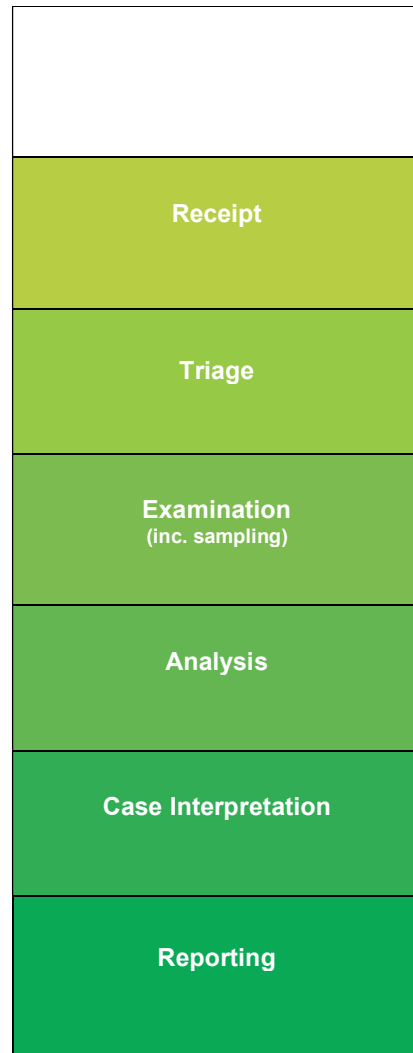 Receipt
Triage
Examination
(inc. sampling)
Analysis
Case Interpretation
Reporting